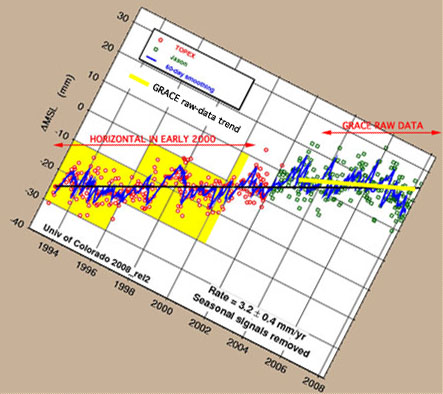 30
20
10
0
-10
-20
-30
-40
ΔMSL (mm)
TOPEX
Jason
60-day smoothing
GRACE raw-data trend
GRACE RAW DATA
HORIZONTAL IN EARLY 2000
Univ of Colorado 2008_rel2
Rate = 3.2 ± 0.4 mm/yr
Seasonal signals removed
1994
1996
1998
2000
2002
2004
2006
2008